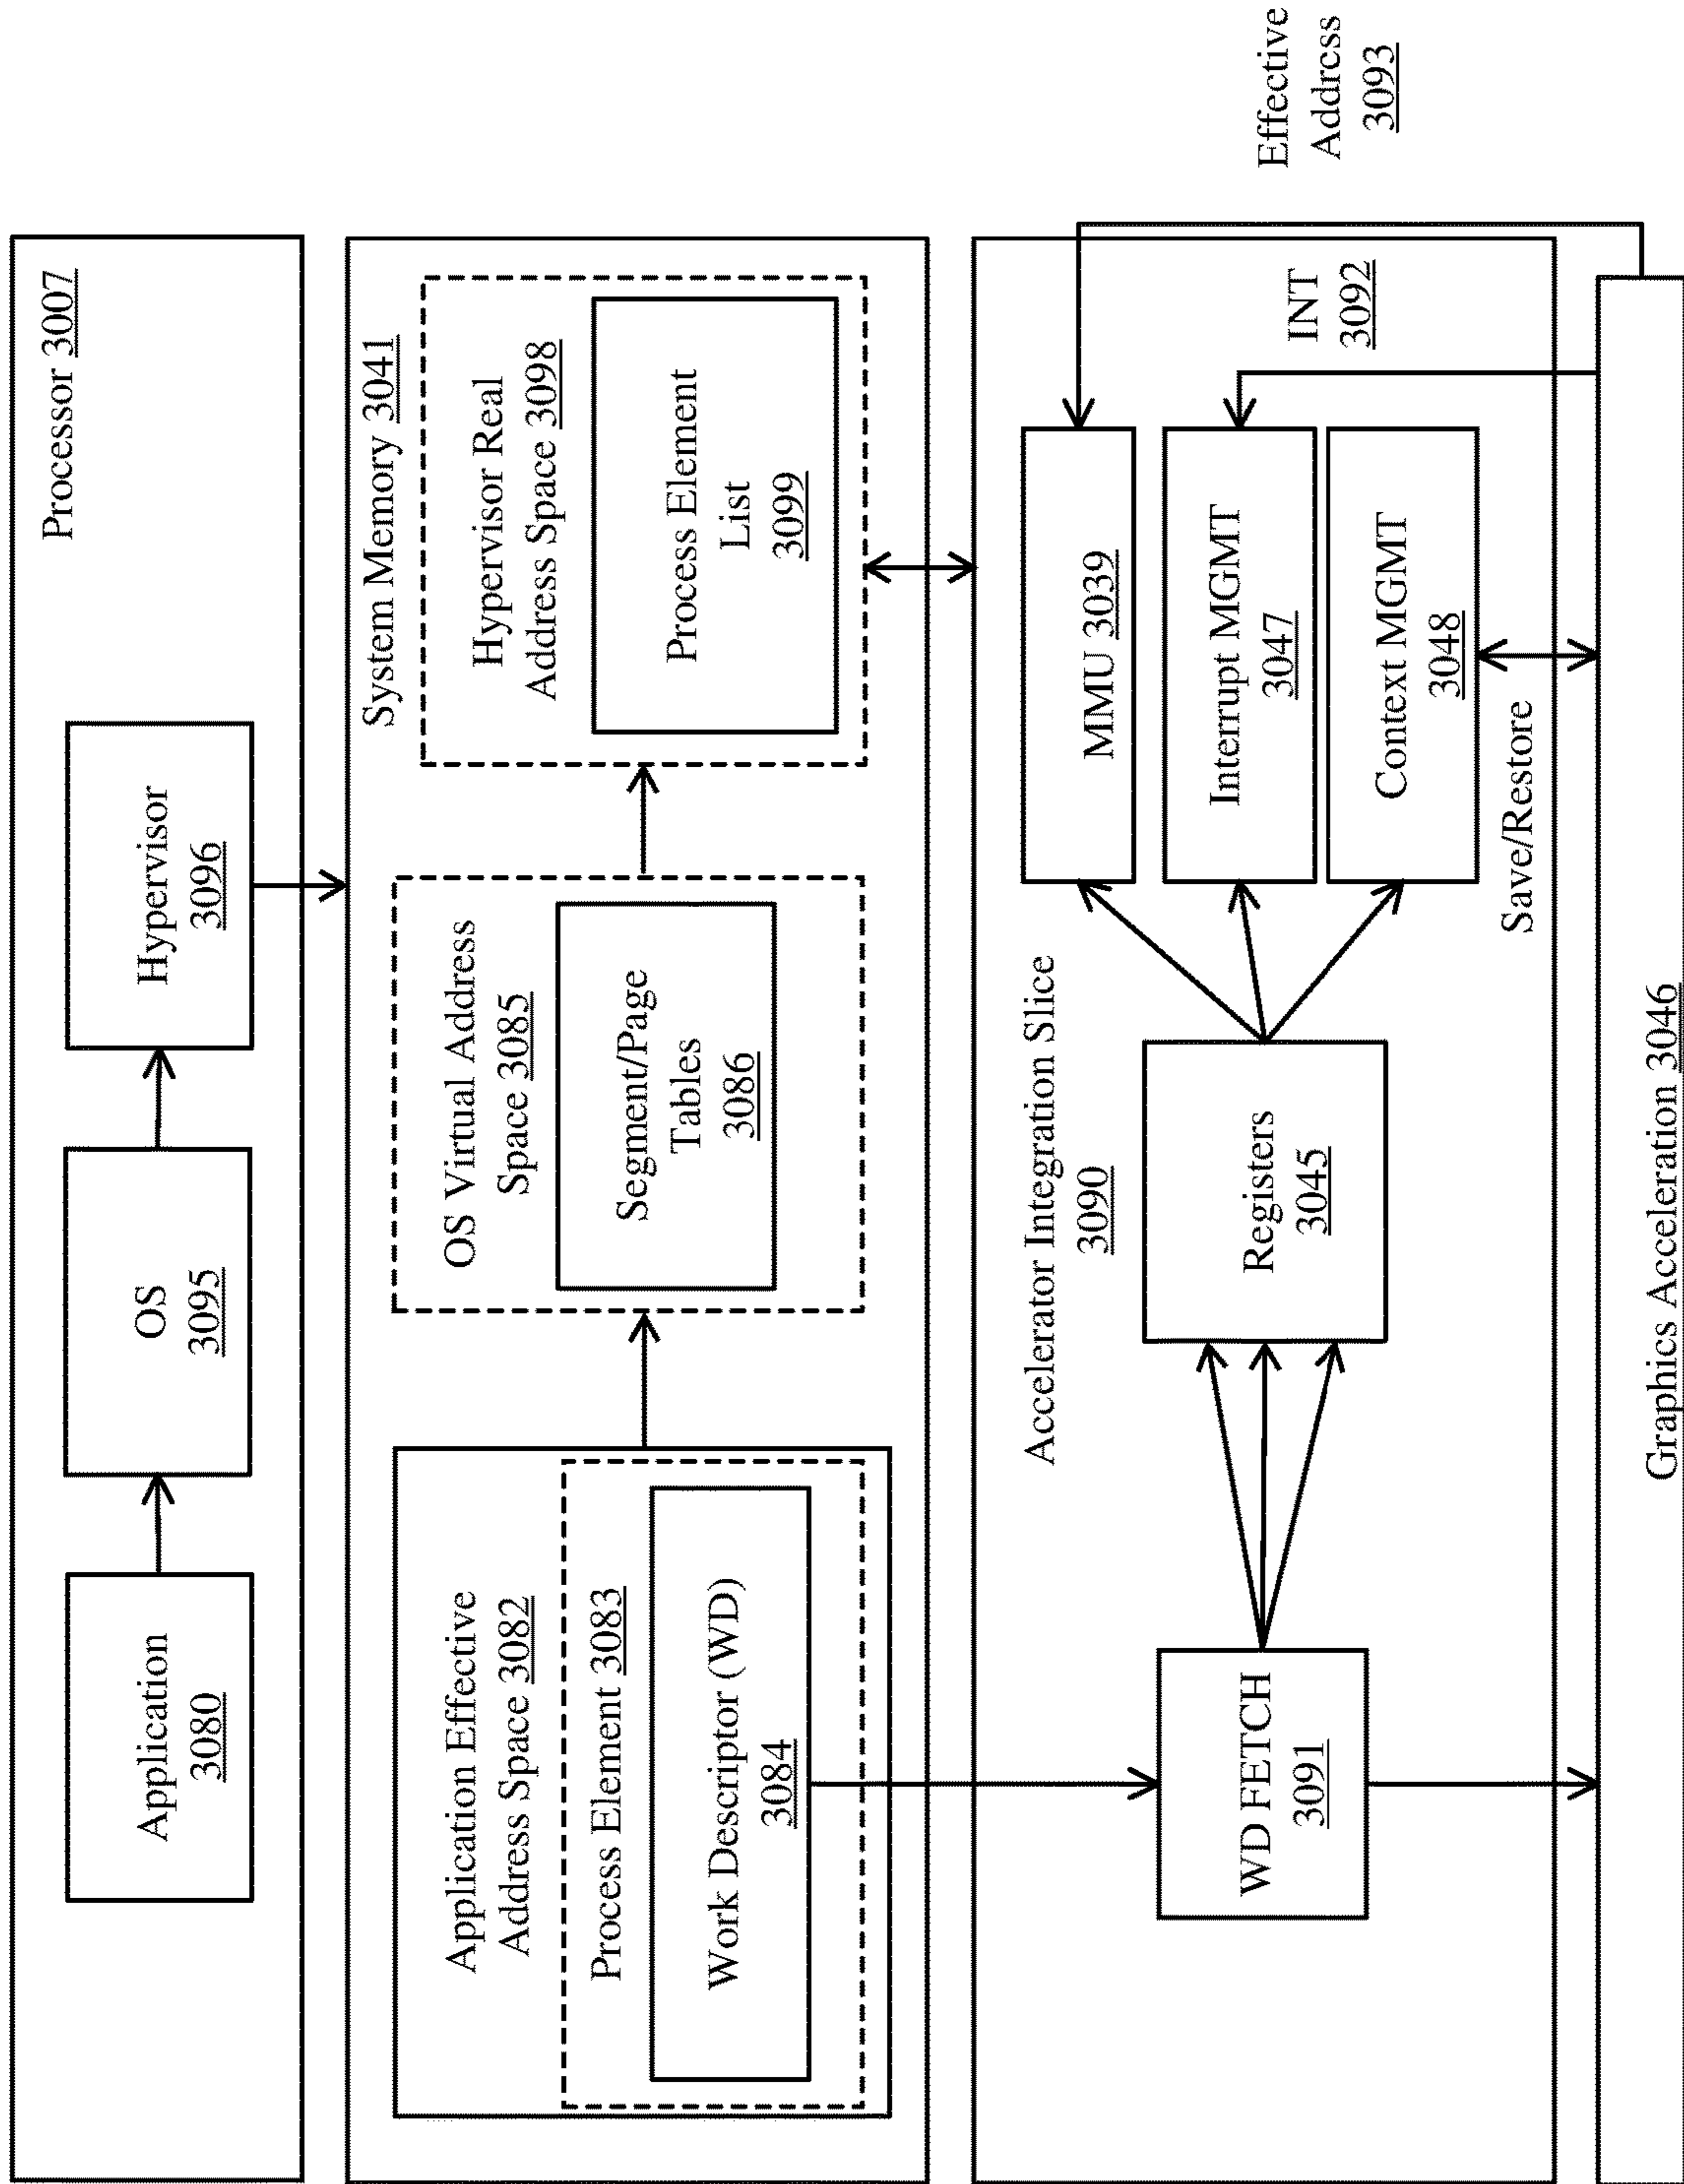 Processor 3007
Application
3080
OS
3095
Hypervisor
3096
System Memory 3041
Application Effective
Address Space 3082
Process Element 3083
Work Descriptor (WD)
3084
OS Virtual Address
Space 3085
Segment/Page
Tables
3086
Hypervisor Real
Address Space 3098
Process Element
List
3099
Accelerator Integration Slice
3090
WD FETCH
3091
Registers
3045
MMU 3039
Interrupt MGMT
3047
Context MGMT
3048
Save/Restore
INT
3092
Effective
Address
3093
Graphics Acceleration 3046